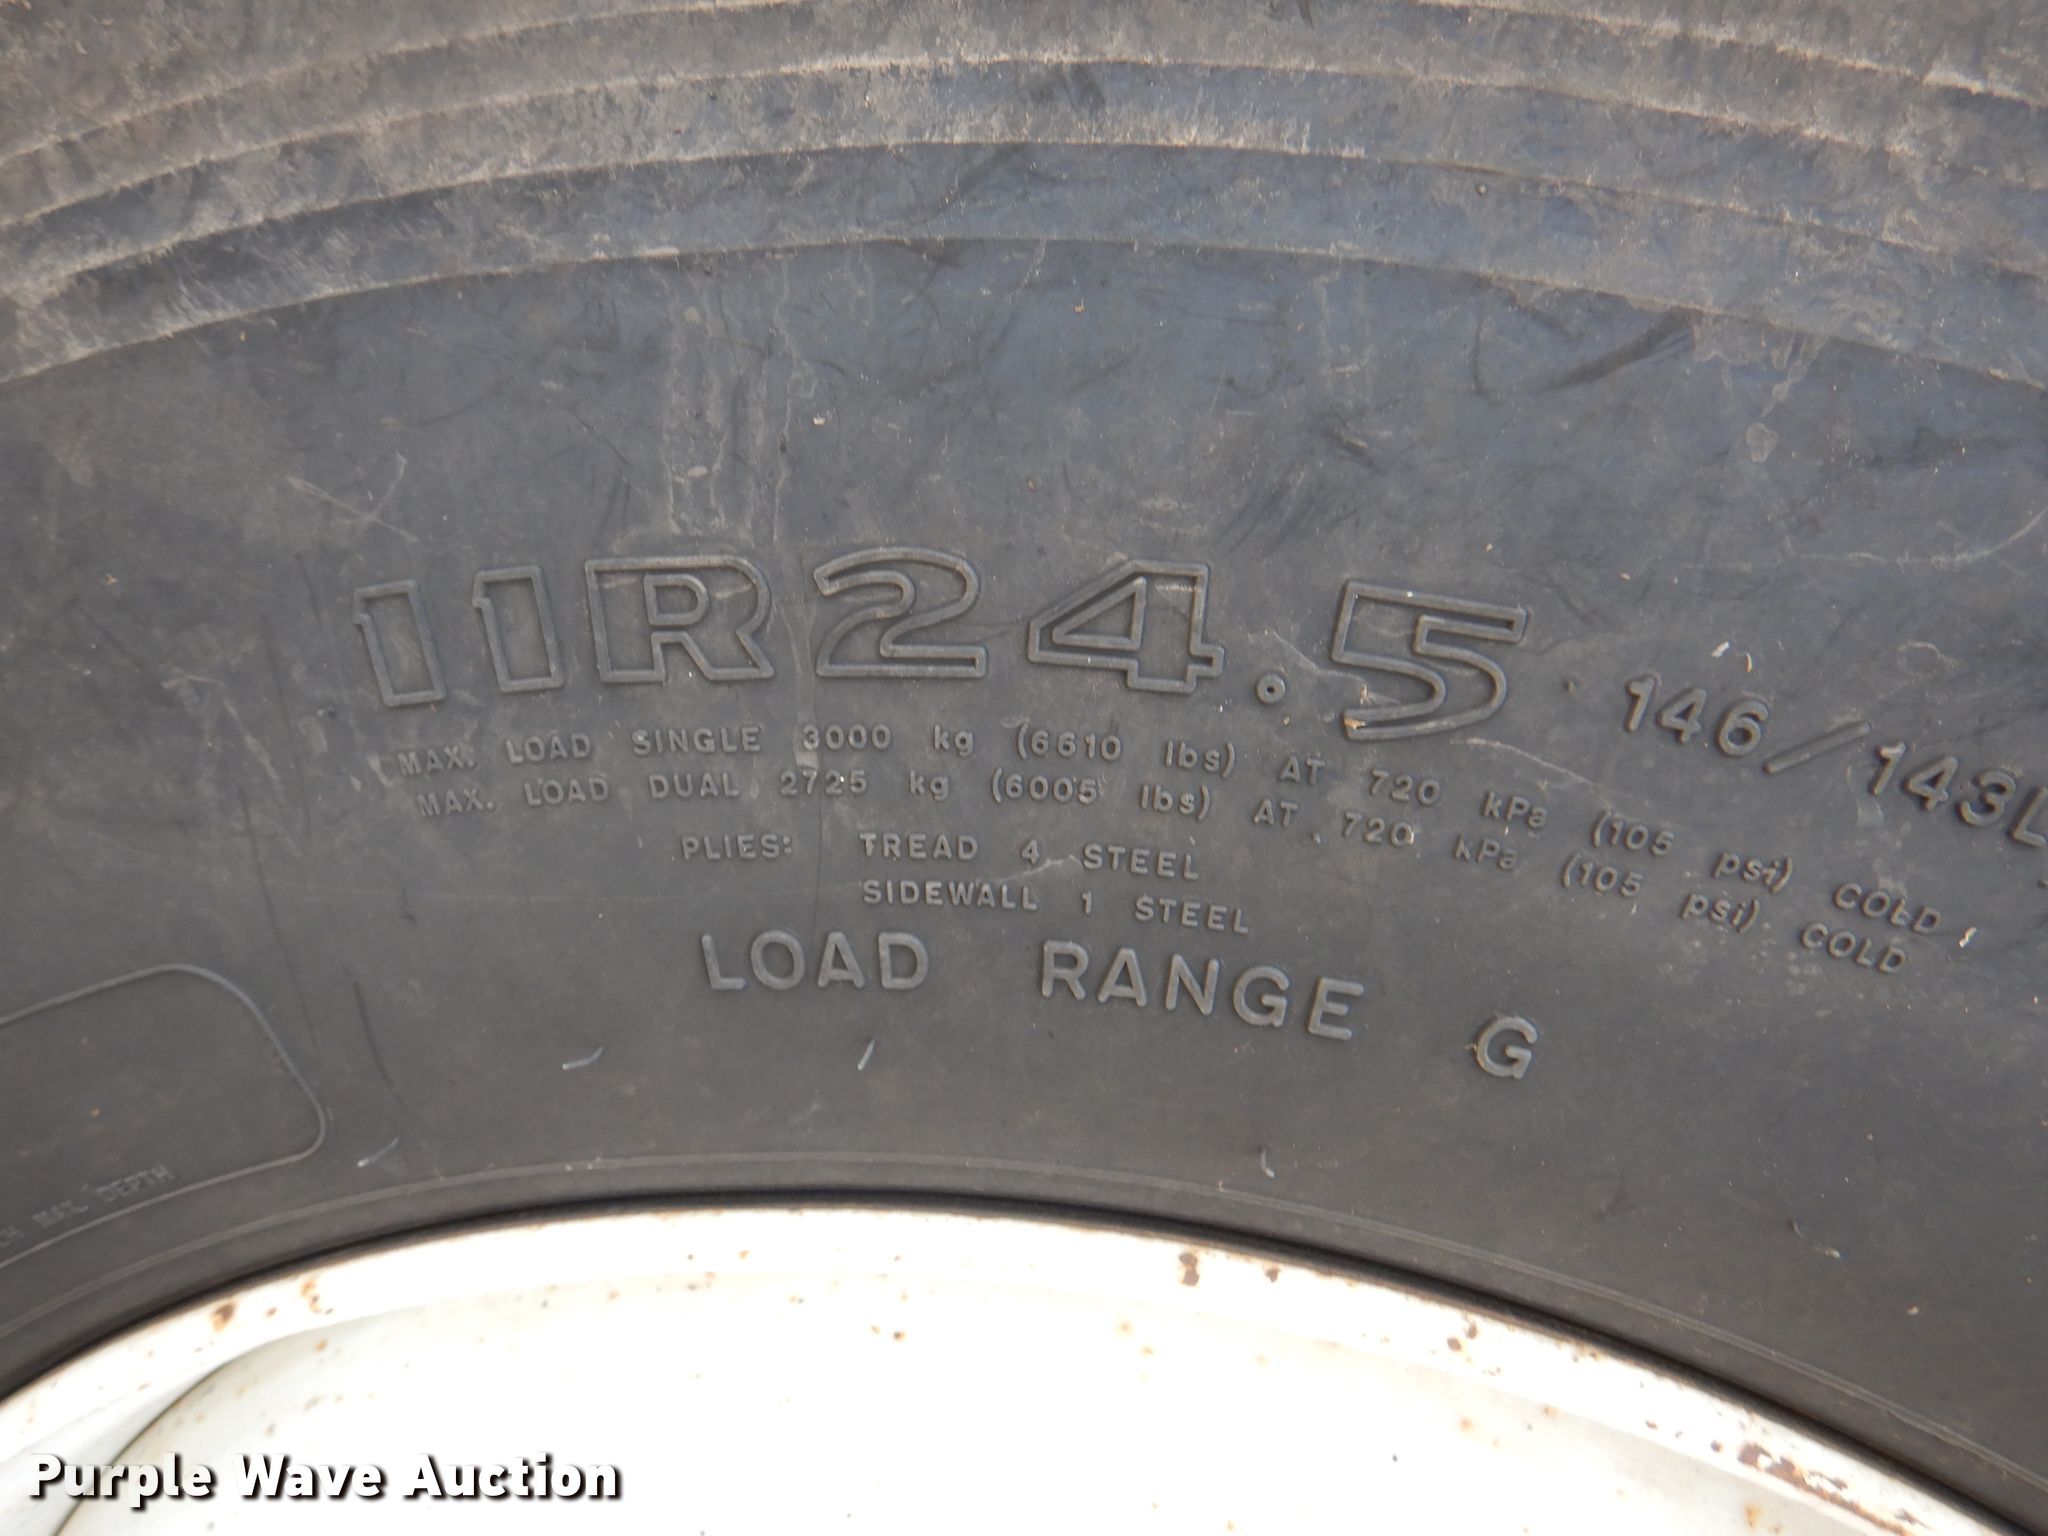 11R24.5 146/143L
MAX. LOAD SINGLE 3000 kg (6610 lbs) AT 720 kPa (105 psi) COLD
MAX. LOAD DUAL 2725 kg (6005 lbs) AT 720 kPa (105 psi) COLD
PLIES: TREAD 4 STEEL
SIDEWALL 1 STEEL
LOAD RANGE G
MAX. DEPTH
Purple Wave Auction